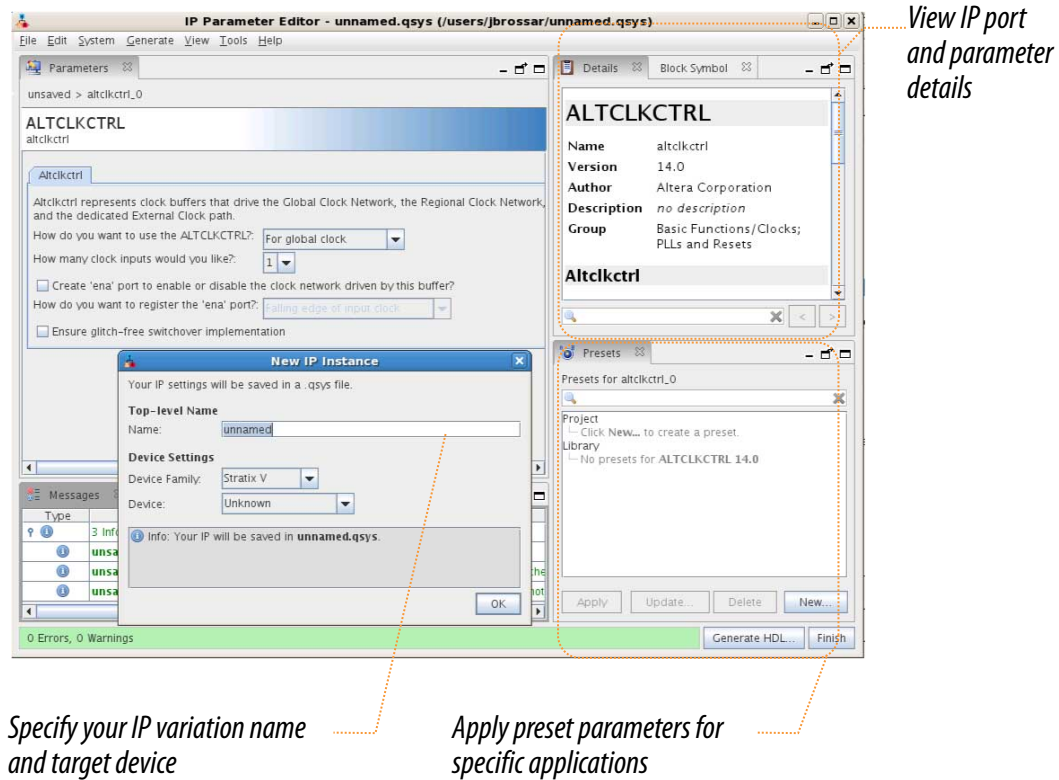 IP Parameter Editor - unnamed.qsys (/users/jbrossar/unnamed.qsys)
File Edit System Generate View Tools Help
Parameters
unsaved > altclkctrl_0
ALTCLKCTRL
altclkctrl
Altclkctrl
Altclkctrl represents clock buffers that drive the Global Clock Network, the Regional Clock Network,
and the dedicated External Clock path.
How do you want to use the ALTCLKCTRL?: For global clock
How many clock inputs would you like?: 1
Create 'ena' port to enable or disable the clock network driven by this buffer?
How do you want to register the 'ena' port?: Falling edge of input clock
Ensure glitch-free switchover implementation
Details Block Symbol
ALTCLKCTRL
Name altclkctrl
Version 14.0
Author Altera Corporation
Description no description
Group Basic Functions/Clocks;
PLLs and Resets
Altclkctrl
< >
Presets
Presets for altclkctrl_0
Project
Click New... to create a preset.
Library
No presets for ALTCLKCTRL 14.0
Apply Update... Delete New...
New IP Instance
Your IP settings will be saved in a .qsys file.
Top-level Name
Name: unnamed
Device Settings
Device Family: Stratix V
Device: Unknown
Info: Your IP will be saved in unnamed.qsys.
OK
Messages
Type
3 Info
unsa
unsa the
unsa not
0 Errors, 0 Warnings
Generate HDL... Finish
View IP port
and parameter
details
Specify your IP variation name
and target device
Apply preset parameters for
specific applications